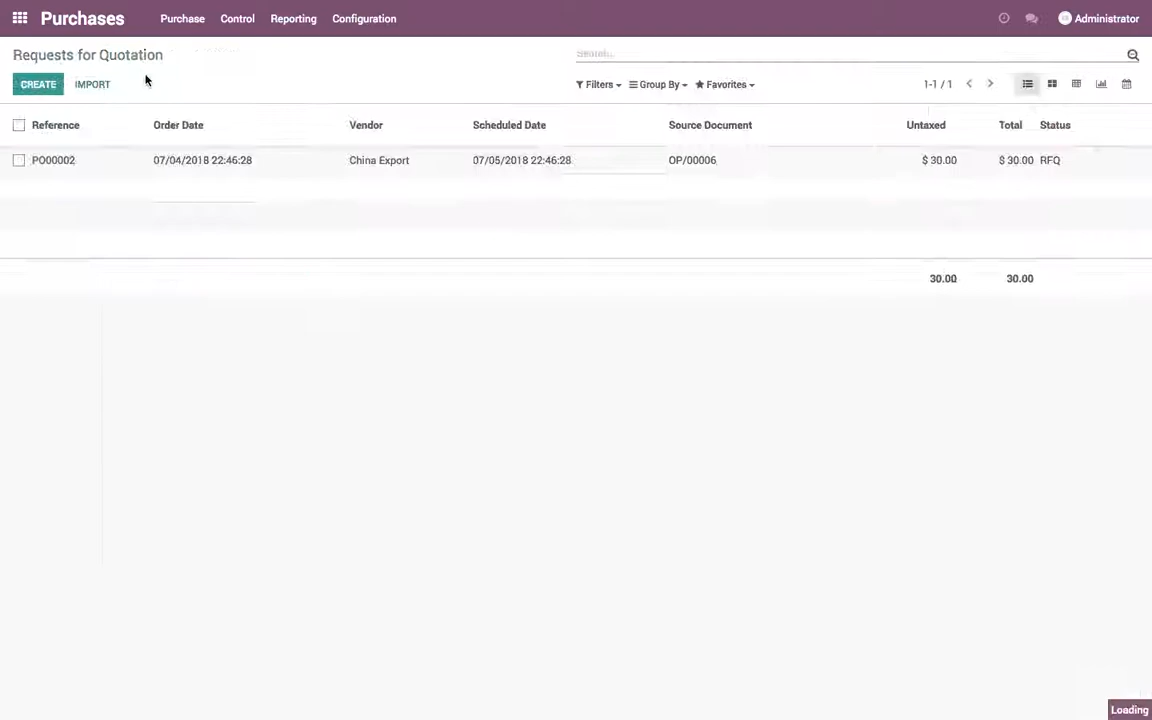 Purchases Purchase Control Reporting Configuration Administrator
Requests for Quotation Search...
CREATE IMPORT Filters Group By Favorites 1-1 / 1
Reference Order Date Vendor Scheduled Date Source Document Untaxed Total Status
PO00002 07/04/2018 22:46:28 China Export 07/05/2018 22:46:28 OP/00006 $ 30.00 $ 30.00 RFQ
30.00 30.00
Loading